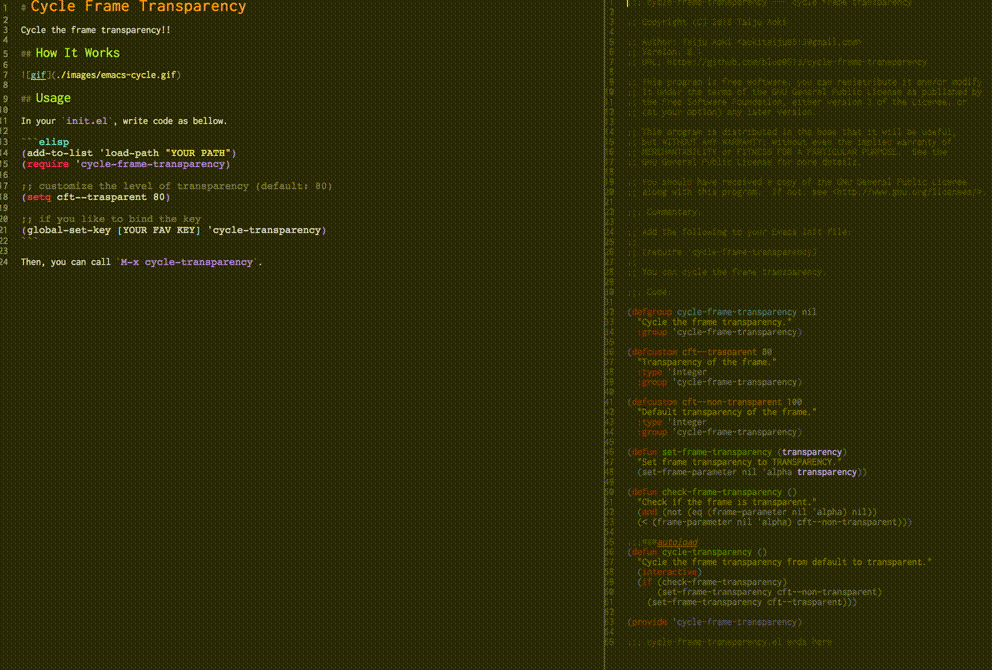 # Cycle Frame Transparency
Cycle the frame transparency!!
## How It Works
![gif](./images/emacs-cycle.gif)
## Usage
In your `init.el`, write code as bellow.
```elisp
(add-to-list 'load-path "YOUR PATH")
(require 'cycle-frame-transparency)
;; customize the level of transparency (default: 80)
(setq cft--trasparent 80)
;; if you like to bind the key
(global-set-key [YOUR FAV KEY] 'cycle-transparency)
```
Then, you can call `M-x cycle-transparency`.
;;; cycle-frame-transparency --- cycle frame transparency
;; Copyright (C) 2015 Taiju Aoki
;; Author: Taiju Aoki
;; Version: 0.
;; URL: https://github.com/blue0513/cycle-frame-transparency
;; This program is free software; you can redistribute it and/or modify
;; it under the terms of the GNU General Public License as published by
;; the Free Software Foundation, either version 3 of the License, or
;; (at your option) any later version.
;; This program is distributed in the hope that it will be useful,
;; but WITHOUT ANY WARRANTY; without even the implied warranty of
;; MERCHANTABILITY or FITNESS FOR A PARTICULAR PURPOSE.  See the
;; GNU General Public License for more details.
;; You should have received a copy of the GNU General Public License
;; along with this program.  If not, see <http://www.gnu.org/licenses/>.
;;; Commentary:
;; Add the following to your Emacs init file:
;;
;; (require 'cycle-frame-transparency)
;;
;; You can cycle the frame transparency.
;;; Code:
(defgroup cycle-frame-transparency nil
"Cycle the frame transparency."
:group 'cycle-frame-transparency)
(defcustom cft--trasparent 80
"Transparency of the frame."
:type 'integer
:group 'cycle-frame-transparency)
(defcustom cft--non-transparent 100
"Default transparency of the frame."
:type 'integer
:group 'cycle-frame-transparency)
(defun set-frame-transparency (transparency)
"Set frame transparency to TRANSPARENCY."
(set-frame-parameter nil 'alpha transparency))
(defun check-frame-transparency ()
"Check if the frame is transparent."
(and (not (eq (frame-parameter nil 'alpha) nil))
(< (frame-parameter nil 'alpha) cft--non-transparent)))
;;;###autoload
(defun cycle-transparency ()
"Cycle the frame transparency from default to transparent."
(interactive)
(if (check-frame-transparency)
(set-frame-transparency cft--non-transparent)
(set-frame-transparency cft--trasparent)))
(provide 'cycle-frame-transparency)
;;; cycle-frame-transparency.el ends here